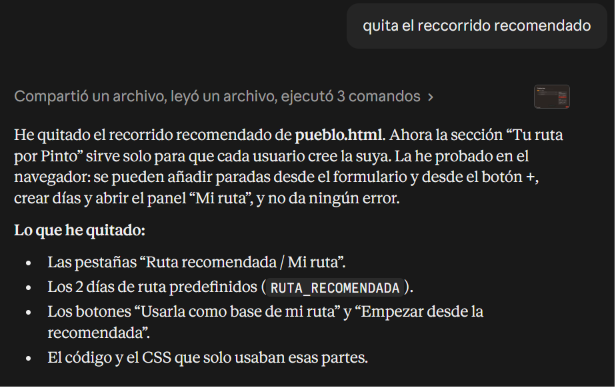 quita el reccorrido recomendado
Compartió un archivo, leyó un archivo, ejecutó 3 comandos >
He quitado el recorrido recomendado de pueblo.html. Ahora la sección “Tu ruta
por Pinto” sirve solo para que cada usuario cree la suya. La he probado en el
navegador: se pueden añadir paradas desde el formulario y desde el botón +,
crear días y abrir el panel “Mi ruta”, y no da ningún error.
Lo que he quitado:
• Las pestañas “Ruta recomendada / Mi ruta”.
• Los 2 días de ruta predefinidos (RUTA_RECOMENDADA).
• Los botones “Usarla como base de mi ruta” y “Empezar desde la
recomendada”.
• El código y el CSS que solo usaban esas partes.